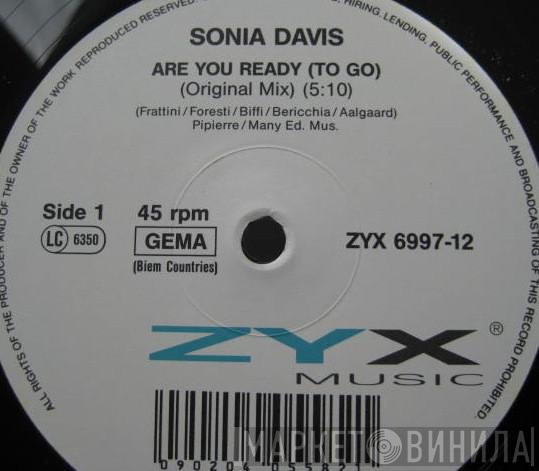 HIRING, LENDING, PUBLIC PERFORMANCE AND BROADCASTING OF THIS RECORD PROHIBITED
ALL RIGHTS OF THE PRODUCER AND OF THE OWNER OF THE WORK REPRODUCED RESERVED.
SONIA DAVIS
ARE YOU READY (TO GO)
(Original Mix) (5:10)
(Frattini/Foresti/Biffi/Bericchia/Aalgaard)
Pipierre/Many Ed. Mus.
Side 1
45 rpm
LC 6350
GEMA
(Biem Countries)
ZYX 6997-12
ZYX®
MUSIC
090204 05582
МАРКЕТ ВИНИЛА